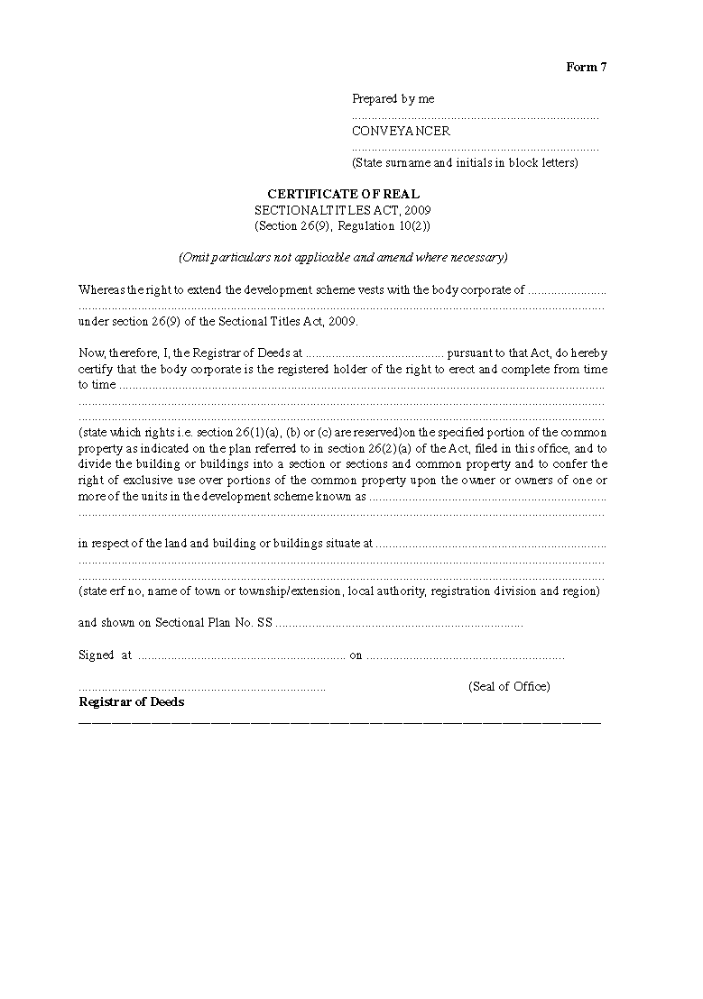 Form 7
Prepared by me
..........................................................................
CONVEYANCER
..........................................................................
(State surname and initials in block letters)
CERTIFICATE OF REAL
SECTIONAL TITLES ACT, 2009
(Section 26(9), Regulation 10(2))
(Omit particulars not applicable and amend where necessary)
Whereas the right to extend the development scheme vests with the body corporate of ........................
................................................................................................................................................................
under section 26(9) of the Sectional Titles Act, 2009.
Now, therefore, I, the Registrar of Deeds at .......................................... pursuant to that Act, do hereby
certify that the body corporate is the registered holder of the right to erect and complete from time
to time ...................................................................................................................................................
................................................................................................................................................................
................................................................................................................................................................
(state which rights i.e. section 26(1)(a), (b) or (c) are reserved)on the specified portion of the common
property as indicated on the plan referred to in section 26(2)(a) of the Act, filed in this office, and to
divide the building or buildings into a section or sections and common property and to confer the
right of exclusive use over portions of the common property upon the owner or owners of one or
more of the units in the development scheme known as ........................................................................
................................................................................................................................................................
in respect of the land and building or buildings situate at ......................................................................
................................................................................................................................................................
................................................................................................................................................................
(state erf no, name of town or township/extension, local authority, registration division and region)
and shown on Sectional Plan No. SS ...........................................................................
Signed at ............................................................... on ............................................................
........................................................................... (Seal of Office)
Registrar of Deeds
________________________________________________________________________________